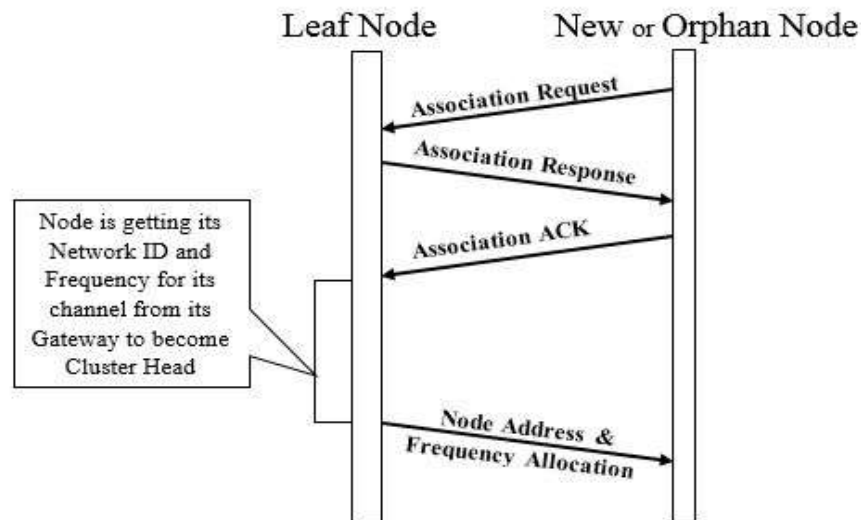 Leaf Node
New or Orphan Node
Association Request
Association Response
Association ACK
Node is getting its
Network ID and
Frequency for its
channel from its
Gateway to become
Cluster Head
Node Address &
Frequency Allocation